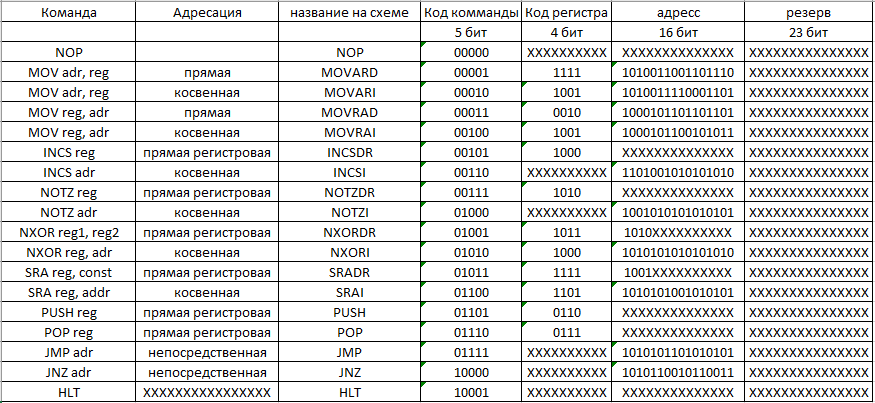 Команда Адресация название на схеме Код комманды Код регистра адресс резерв
5 бит 4 бит 16 бит 23 бит
NOP NOP 00000 XXXXXXXXXX XXXXXXXXXXXXXX XXXXXXXXXXXXXXX
MOV adr, reg прямая MOVARD 00001 1111 1010011001101110 XXXXXXXXXXXXXXX
MOV adr, reg косвенная MOVARI 00010 1001 1010011110001101 XXXXXXXXXXXXXXX
MOV reg, adr прямая MOVRAD 00011 0010 1000101101101101 XXXXXXXXXXXXXXX
MOV reg, adr косвенная MOVRAI 00100 1001 1000101100101011 XXXXXXXXXXXXXXX
INCS reg прямая регистровая INCSDR 00101 1000 XXXXXXXXXXXXXX XXXXXXXXXXXXXXX
INCS adr косвенная INCSI 00110 XXXXXXXXXX 1101001010101010 XXXXXXXXXXXXXXX
NOTZ reg прямая регистровая NOTZDR 00111 1010 XXXXXXXXXXXXXX XXXXXXXXXXXXXXX
NOTZ adr косвенная NOTZI 01000 XXXXXXXXXX 1001010101010101 XXXXXXXXXXXXXXX
NXOR reg1, reg2 прямая регистровая NXORDR 01001 1011 1010XXXXXXXXXX XXXXXXXXXXXXXXX
NXOR reg, adr косвенная NXORI 01010 1000 1010101010101010 XXXXXXXXXXXXXXX
SRA reg, const прямая регистровая SRADR 01011 1111 1001XXXXXXXXXX XXXXXXXXXXXXXXX
SRA reg, addr косвенная SRAI 01100 1101 1010101001010101 XXXXXXXXXXXXXXX
PUSH reg прямая регистровая PUSH 01101 0110 XXXXXXXXXXXXXX XXXXXXXXXXXXXXX
POP reg прямая регистровая POP 01110 0111 XXXXXXXXXXXXXX XXXXXXXXXXXXXXX
JMP adr непосредственная JMP 01111 XXXXXXXXXX 1010101101010101 XXXXXXXXXXXXXXX
JNZ adr непосредственная JNZ 10000 XXXXXXXXXX 1010110010110011 XXXXXXXXXXXXXXX
HLT XXXXXXXXXXXXXXXX HLT 10001 XXXXXXXXXX XXXXXXXXXXXXXX XXXXXXXXXXXXXXX